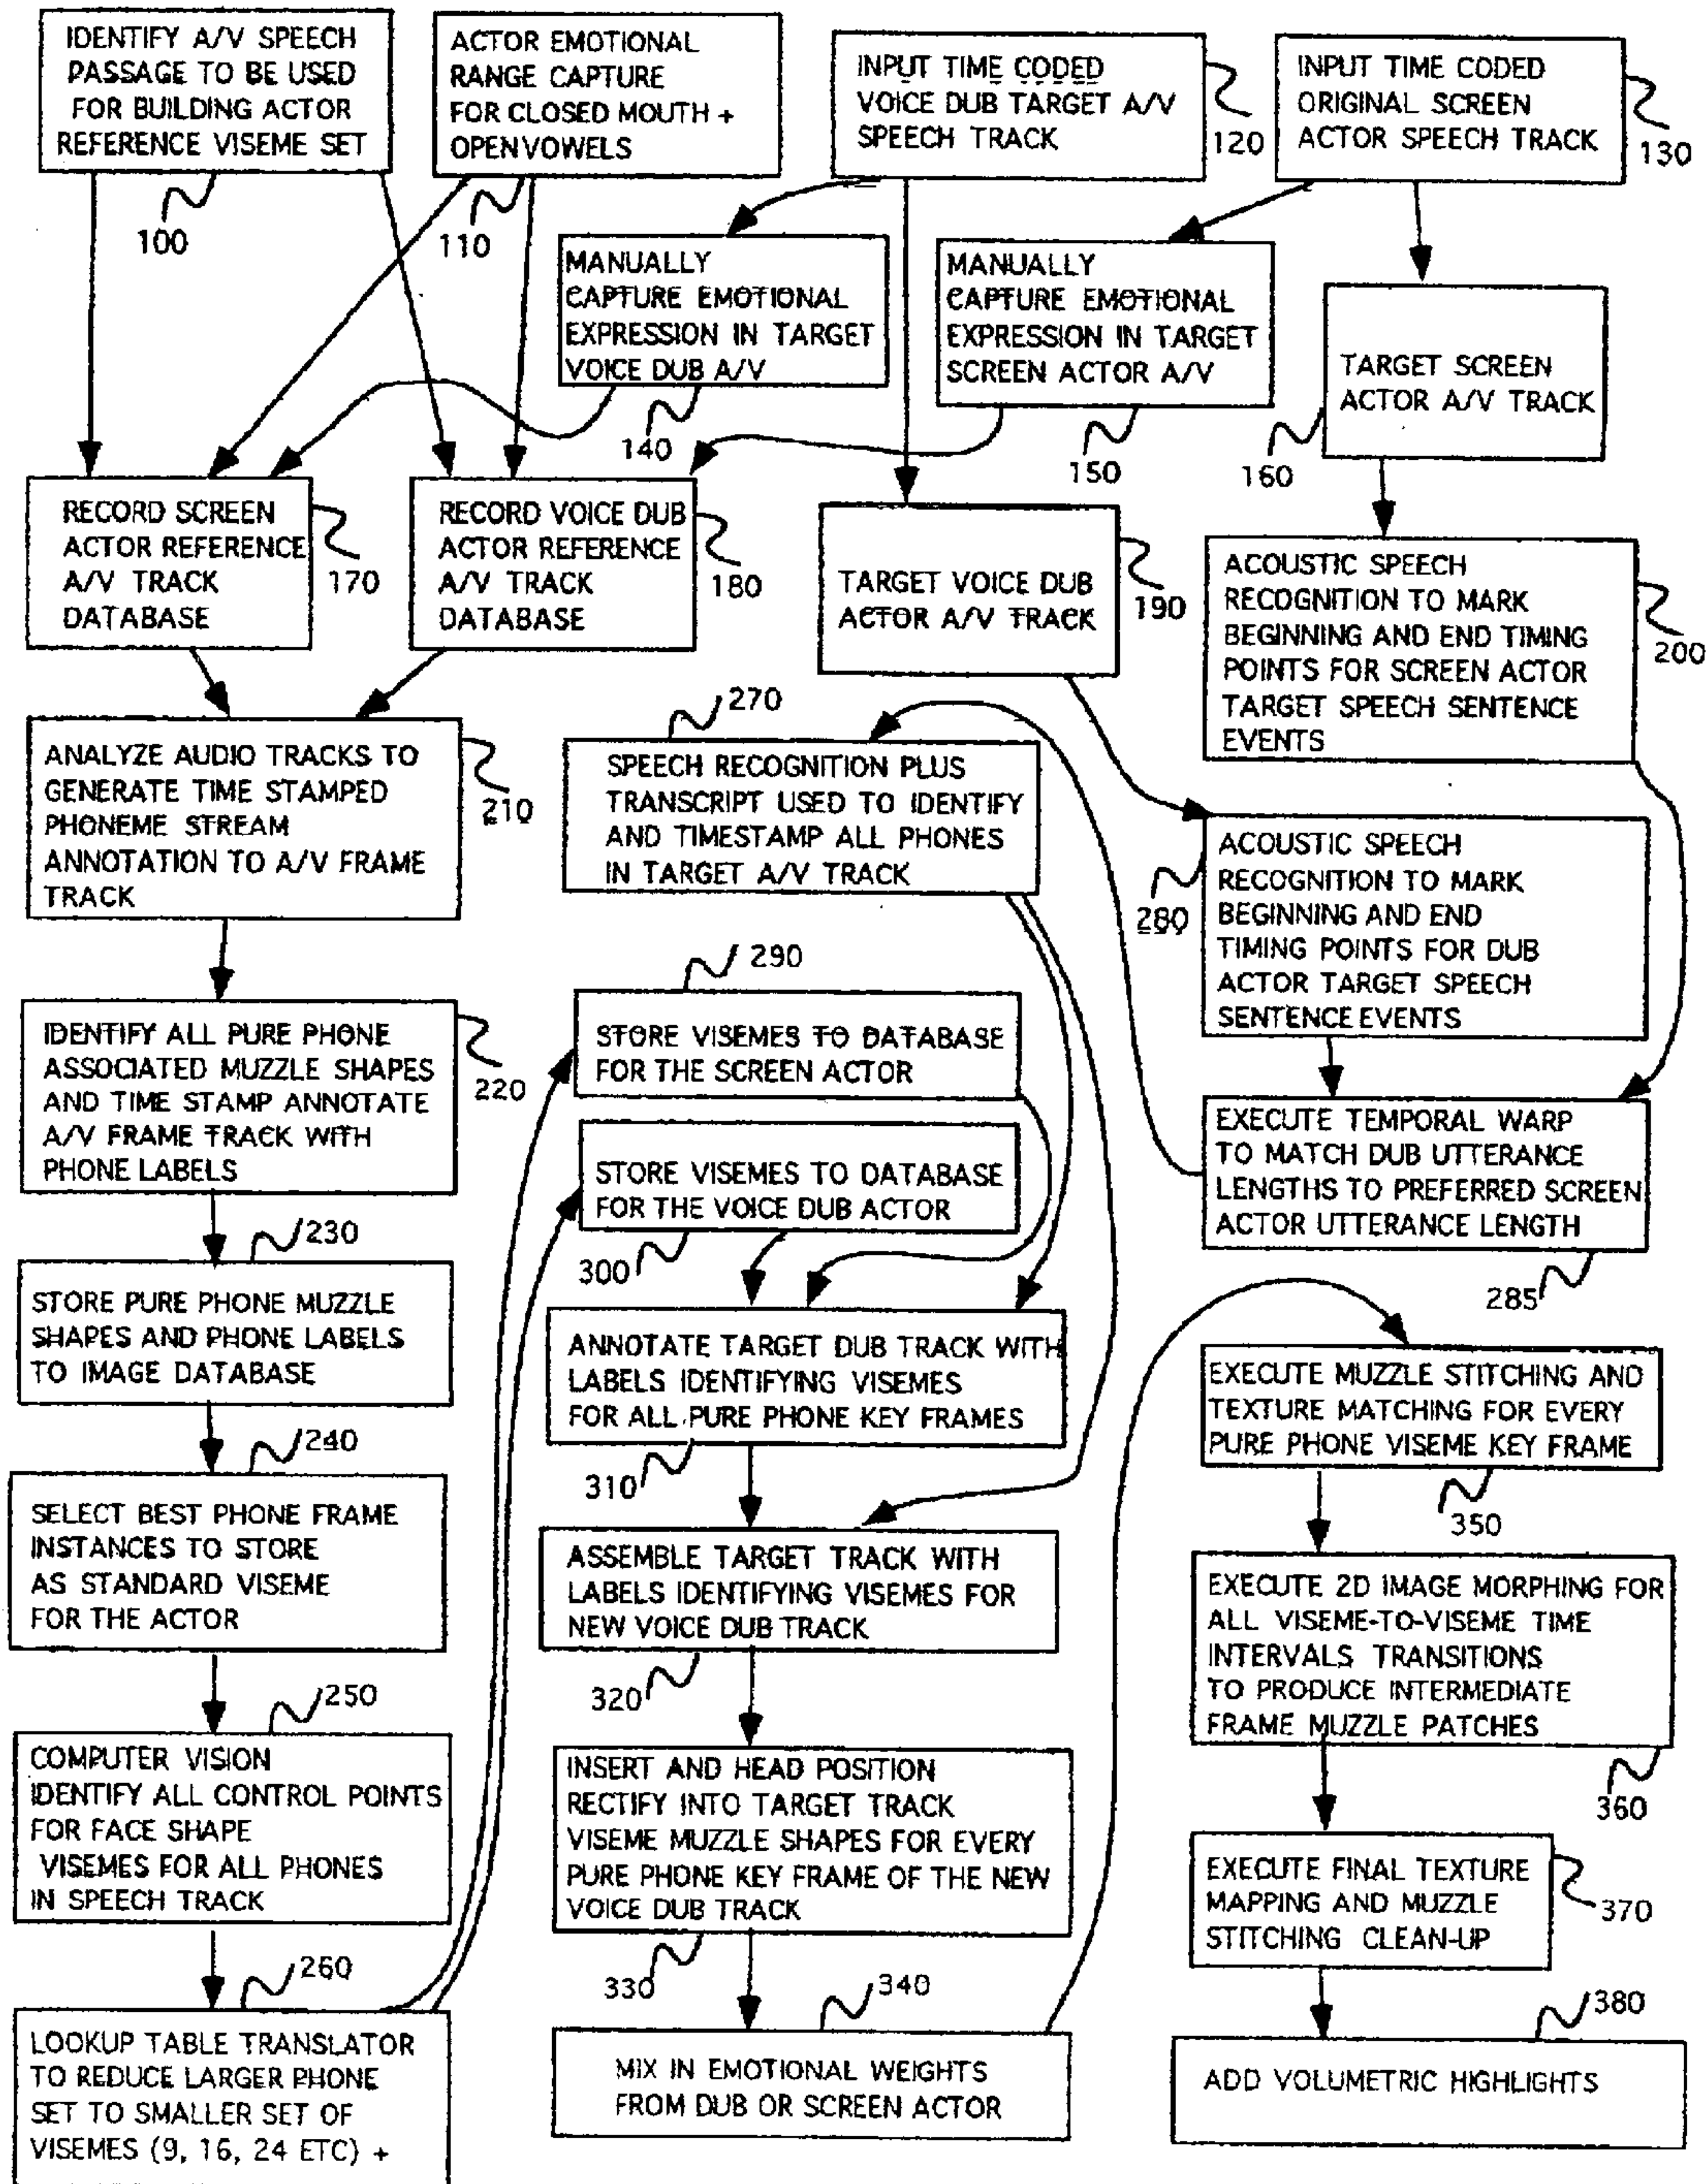 IDENTIFY A/V SPEECH
PASSAGE TO BE USED
FOR BUILDING ACTOR
REFERENCE VISEME SET
100
ACTOR EMOTIONAL
RANGE CAPTURE
FOR CLOSED MOUTH +
OPEN VOWELS
110
INPUT TIME CODED
VOICE DUB TARGET A/V
SPEECH TRACK
120
INPUT TIME CODED
ORIGINAL SCREEN
ACTOR SPEECH TRACK
130
MANUALLY
CAPTURE EMOTIONAL
EXPRESSION IN TARGET
VOICE DUB A/V
140
MANUALLY
CAPTURE EMOTIONAL
EXPRESSION IN TARGET
SCREEN ACTOR A/V
150
TARGET SCREEN
ACTOR A/V TRACK
160
RECORD SCREEN
ACTOR REFERENCE
A/V TRACK
DATABASE
170
RECORD VOICE DUB
ACTOR REFERENCE
A/V TRACK
DATABASE
180
TARGET VOICE DUB
ACTOR A/V TRACK
190
ACOUSTIC SPEECH
RECOGNITION TO MARK
BEGINNING AND END TIMING
POINTS FOR SCREEN ACTOR
TARGET SPEECH SENTENCE
EVENTS
200
ANALYZE AUDIO TRACKS TO
GENERATE TIME STAMPED
PHONEME STREAM
ANNOTATION TO A/V FRAME
TRACK
210
270
SPEECH RECOGNITION PLUS
TRANSCRIPT USED TO IDENTIFY
AND TIMESTAMP ALL PHONES
IN TARGET A/V TRACK
280
ACOUSTIC SPEECH
RECOGNITION TO MARK
BEGINNING AND END
TIMING POINTS FOR DUB
ACTOR TARGET SPEECH
SENTENCE EVENTS
IDENTIFY ALL PURE PHONE
ASSOCIATED MUZZLE SHAPES
AND TIME STAMP ANNOTATE
A/V FRAME TRACK WITH
PHONE LABELS
220
290
STORE VISEMES TO DATABASE
FOR THE SCREEN ACTOR
STORE VISEMES TO DATABASE
FOR THE VOICE DUB ACTOR
300
EXECUTE TEMPORAL WARP
TO MATCH DUB UTTERANCE
LENGTHS TO PREFERRED SCREEN
ACTOR UTTERANCE LENGTH
285
230
STORE PURE PHONE MUZZLE
SHAPES AND PHONE LABELS
TO IMAGE DATABASE
ANNOTATE TARGET DUB TRACK WITH
LABELS IDENTIFYING VISEMES
FOR ALL PURE PHONE KEY FRAMES
310
EXECUTE MUZZLE STITCHING AND
TEXTURE MATCHING FOR EVERY
PURE PHONE VISEME KEY FRAME
350
240
SELECT BEST PHONE FRAME
INSTANCES TO STORE
AS STANDARD VISEME
FOR THE ACTOR
ASSEMBLE TARGET TRACK WITH
LABELS IDENTIFYING VISEMES FOR
NEW VOICE DUB TRACK
320
EXECUTE 2D IMAGE MORPHING FOR
ALL VISEME-TO-VISEME TIME
INTERVALS TRANSITIONS
TO PRODUCE INTERMEDIATE
FRAME MUZZLE PATCHES
360
250
COMPUTER VISION
IDENTIFY ALL CONTROL POINTS
FOR FACE SHAPE
VISEMES FOR ALL PHONES
IN SPEECH TRACK
INSERT AND HEAD POSITION
RECTIFY INTO TARGET TRACK
VISEME MUZZLE SHAPES FOR EVERY
PURE PHONE KEY FRAME OF THE NEW
VOICE DUB TRACK
330
EXECUTE FINAL TEXTURE
MAPPING AND MUZZLE
STITCHING CLEAN-UP
370
260
LOOKUP TABLE TRANSLATOR
TO REDUCE LARGER PHONE
SET TO SMALLER SET OF
VISEMES (9, 16, 24 ETC) +
340
MIX IN EMOTIONAL WEIGHTS
FROM DUB OR SCREEN ACTOR
380
ADD VOLUMETRIC HIGHLIGHTS